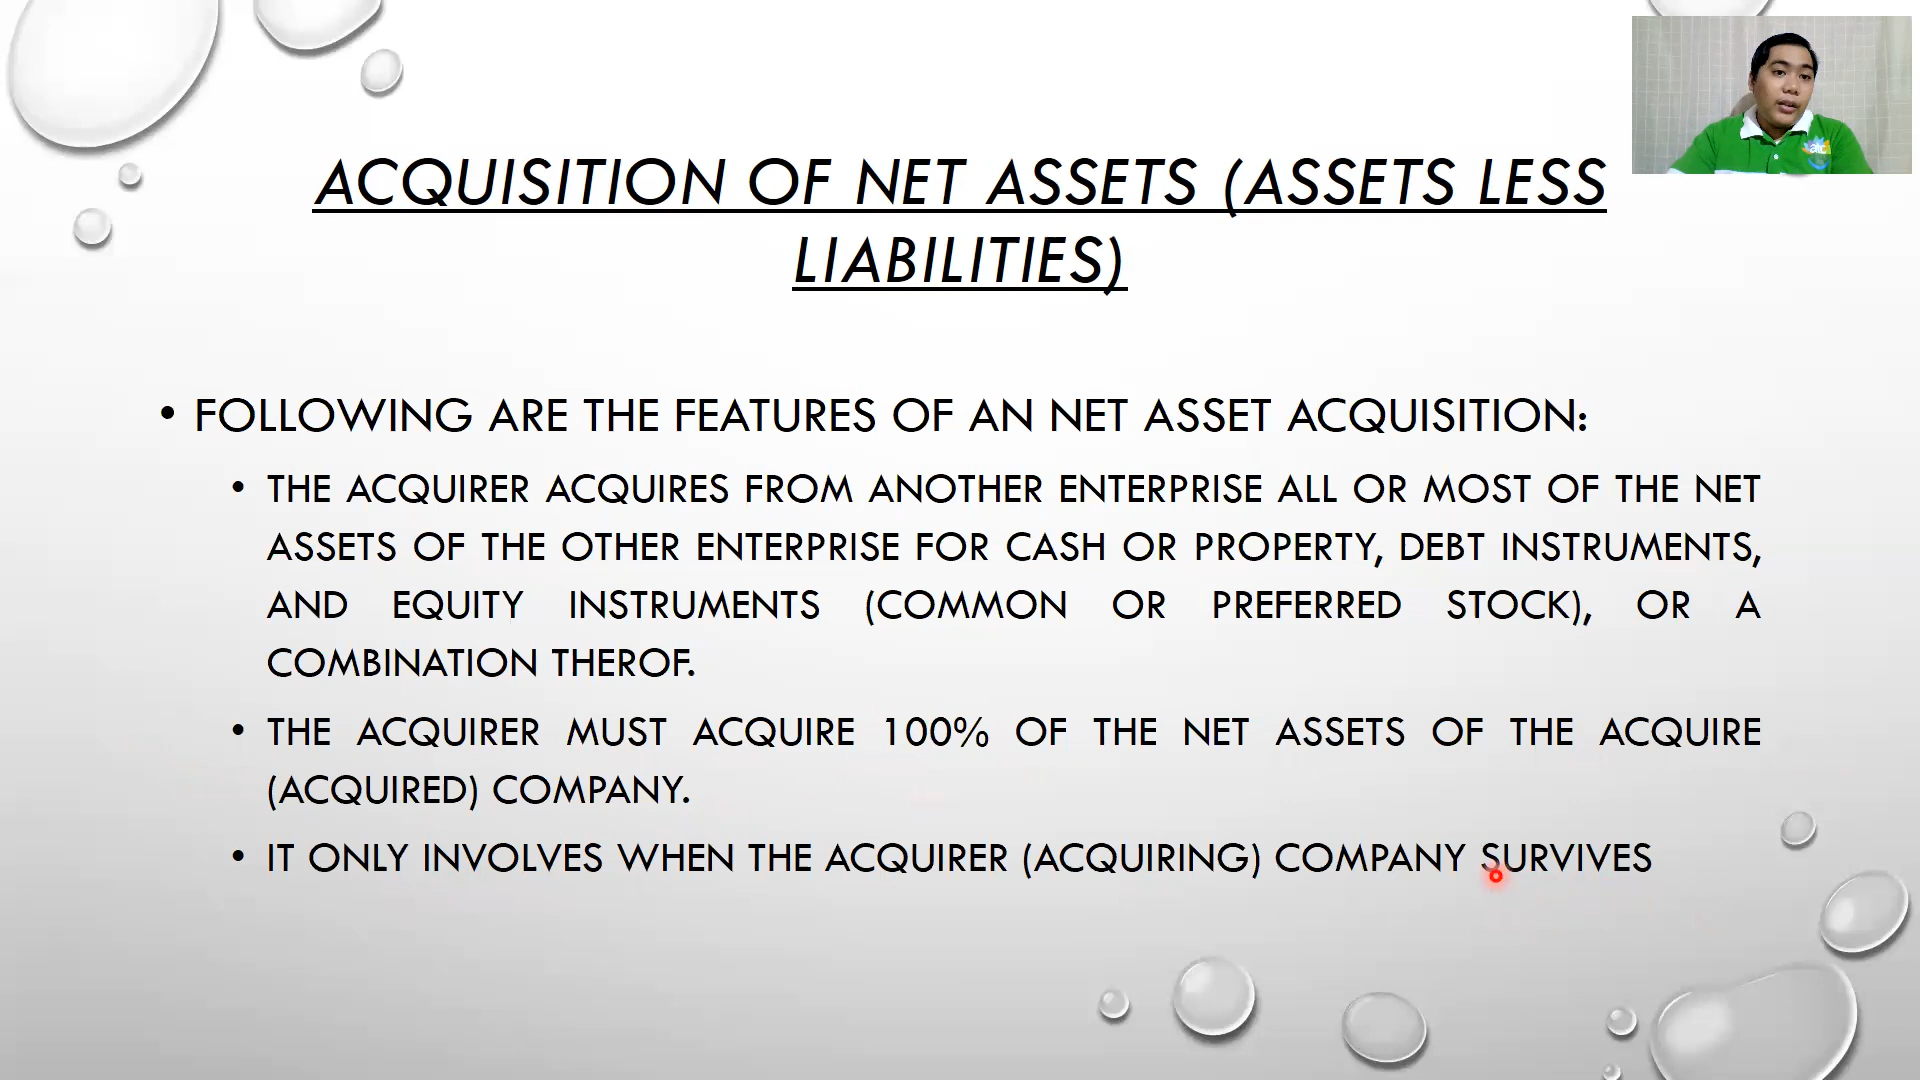 ACQUISITION OF NET ASSETS (ASSETS LESS
LIABILITIES)
• FOLLOWING ARE THE FEATURES OF AN NET ASSET ACQUISITION:
• THE ACQUIRER ACQUIRES FROM ANOTHER ENTERPRISE ALL OR MOST OF THE NET
ASSETS OF THE OTHER ENTERPRISE FOR CASH OR PROPERTY, DEBT INSTRUMENTS,
AND EQUITY INSTRUMENTS (COMMON OR PREFERRED STOCK), OR A
COMBINATION THEROF.
• THE ACQUIRER MUST ACQUIRE 100% OF THE NET ASSETS OF THE ACQUIRE
(ACQUIRED) COMPANY.
• IT ONLY INVOLVES WHEN THE ACQUIRER (ACQUIRING) COMPANY SURVIVES